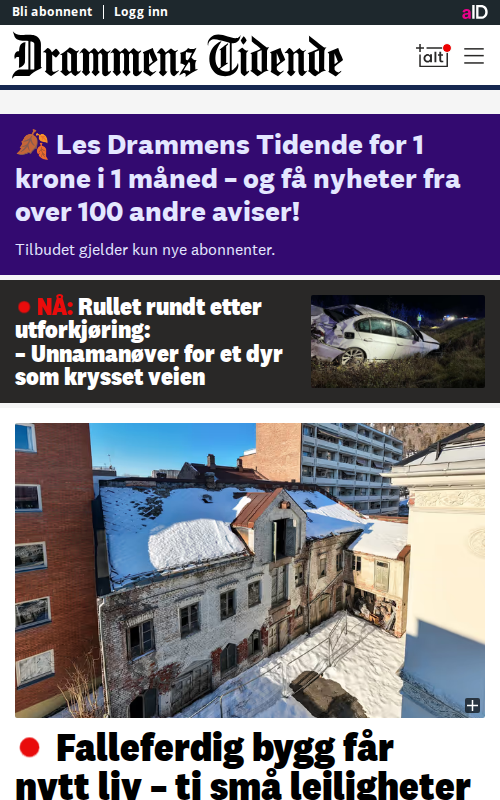 Bli abonnent | Logg inn
aID
Drammens Tidende
+alt
🍂 Les Drammens Tidende for 1
krone i 1 måned – og få nyheter fra
over 100 andre aviser!
Tilbudet gjelder kun nye abonnenter.
NÅ: Rullet rundt etter
utforkjøring:
– Unnamanøver for et dyr
som krysset veien
Falleferdig bygg får
nytt liv – ti små leiligheter